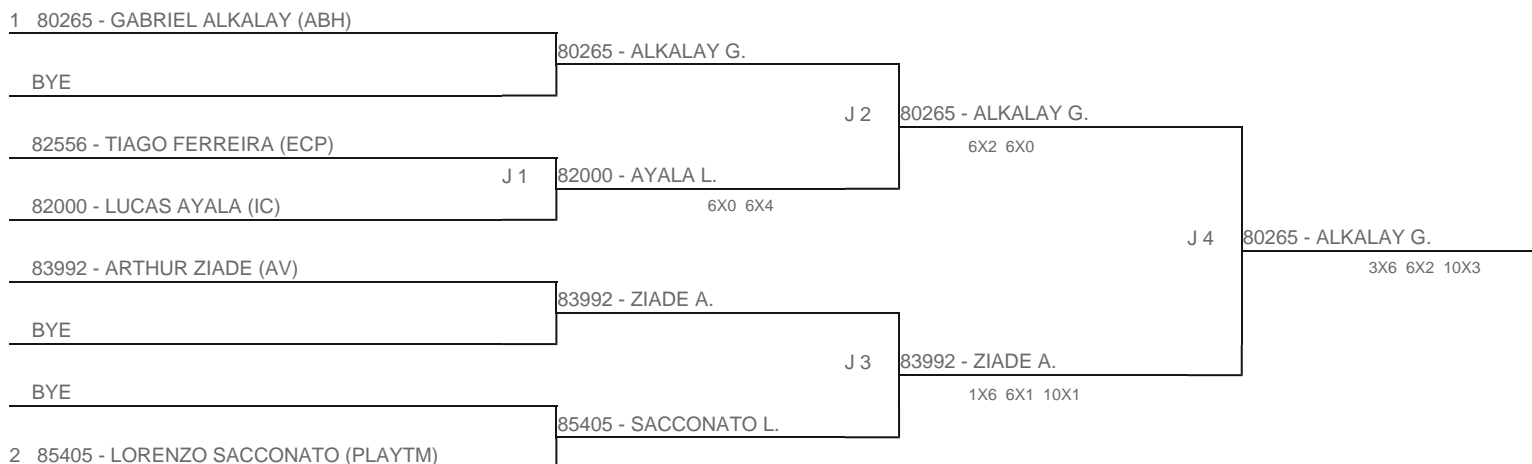 1 80265 - GABRIEL ALKALAY (ABH)
80265 - ALKALAY G.
BYE
J 2 80265 - ALKALAY G.
82556 - TIAGO FERREIRA (ECP)
6X2 6X0
J 1 82000 - AYALA L.
82000 - LUCAS AYALA (IC)
6X0 6X4
J 4 80265 - ALKALAY G.
83992 - ARTHUR ZIADE (AV)
3X6 6X2 10X3
83992 - ZIADE A.
BYE
J 3 83992 - ZIADE A.
BYE
1X6 6X1 10X1
85405 - SACCONATO L.
2 85405 - LORENZO SACCONATO (PLAYTM)